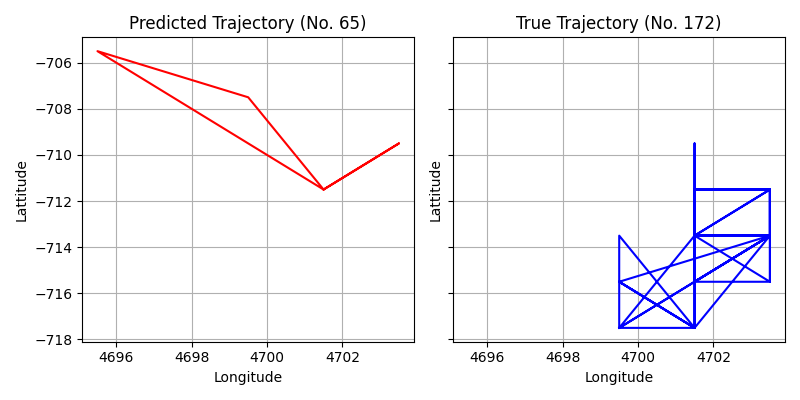 Predicted Trajectory (No. 65)
True Trajectory (No. 172)
−706
−708
−710
−712
−714
−716
−718
Lattitude
Lattitude
4696
4698
4700
4702
4696
4698
4700
4702
Longitude
Longitude